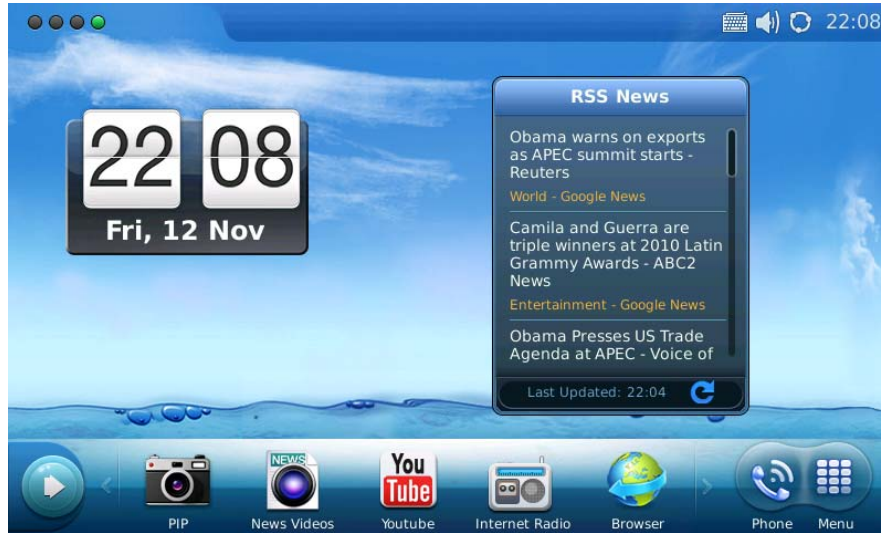 22:08
22 08
Fri, 12 Nov
RSS News
Obama warns on exports
as APEC summit starts -
Reuters
World - Google News
Camila and Guerra are
triple winners at 2010 Latin
Grammy Awards - ABC2
News
Entertainment - Google News
Obama Presses US Trade
Agenda at APEC - Voice of
Last Updated: 22:04
NEWS
You
Tube
PIP
News Videos
Youtube
Internet Radio
Browser
Phone
Menu